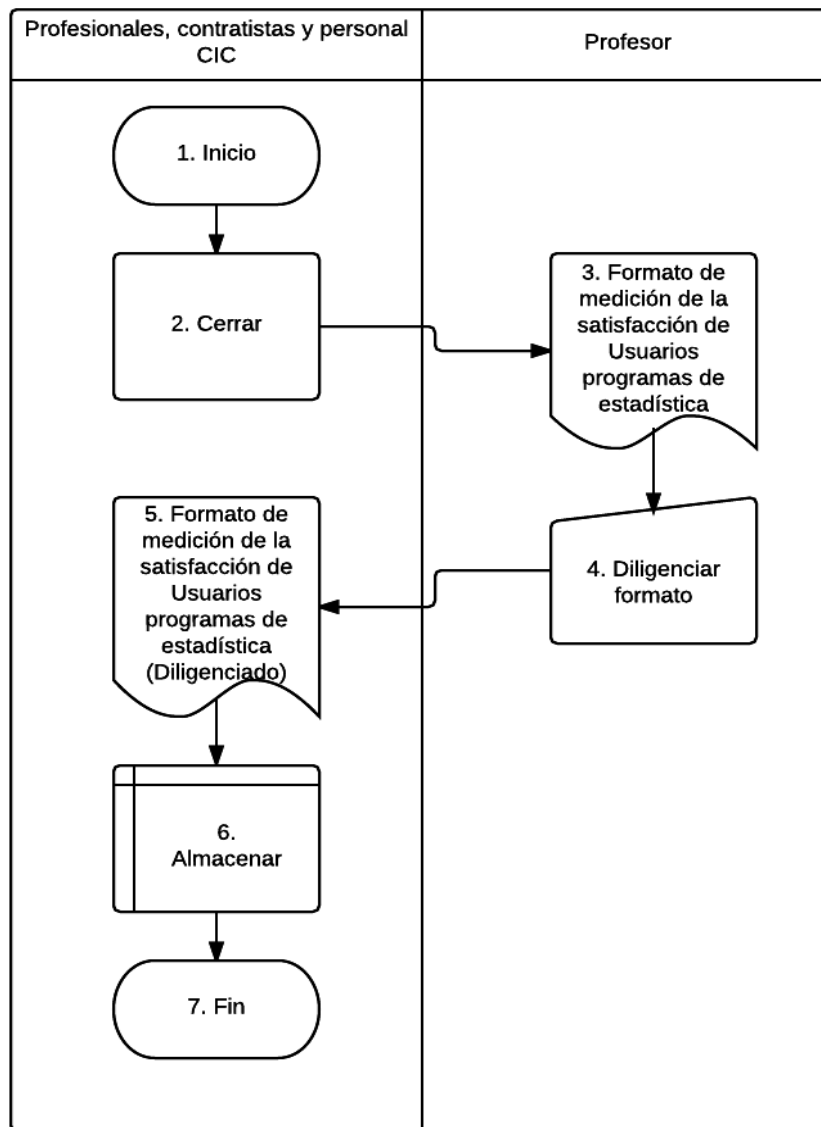 Profesionales, contratistas y personal
CIC
Profesor
1. Inicio
2. Cerrar
3. Formato de
medición de la
satisfacción de
Usuarios
programas de
estadística
4. Diligenciar
formato
5. Formato de
medición de la
satisfacción de
Usuarios
programas de
estadística
(Diligenciado)
6.
Almacenar
7. Fin